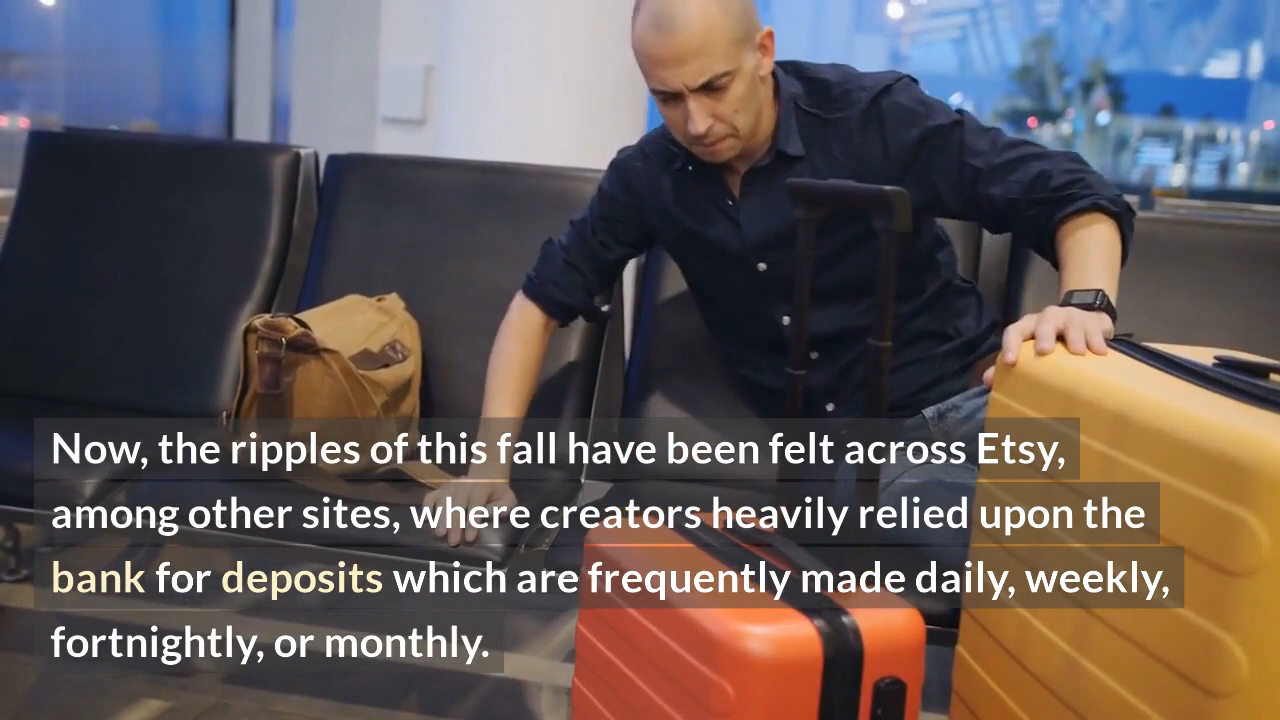 Now, the ripples of this fall have been felt across Etsy,
among other sites, where creators heavily relied upon the
bank for deposits which are frequently made daily, weekly,
fortnightly, or monthly.